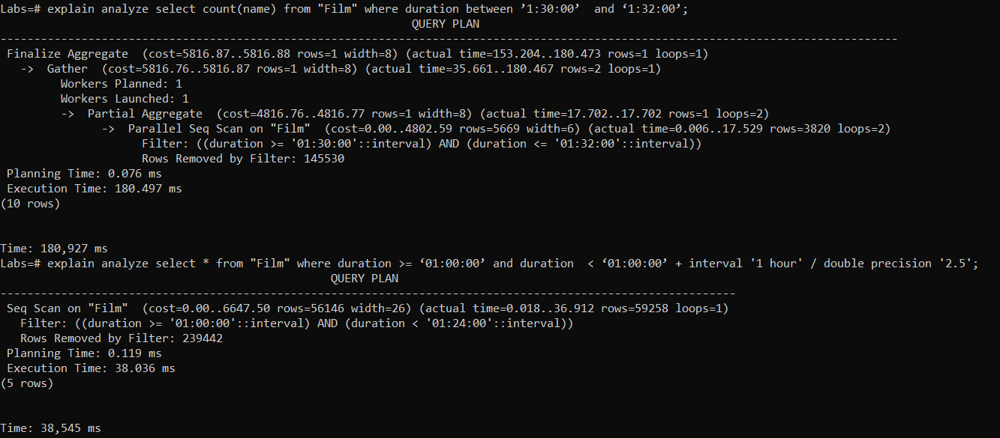 Labs=# explain analyze select count(name) from "Film" where duration between ’1:30:00’  and ‘1:32:00’;
QUERY PLAN
--------------------------------------------------------------------------------------------------------------------------------------
Finalize Aggregate  (cost=5816.87..5816.88 rows=1 width=8) (actual time=153.204..180.473 rows=1 loops=1)
->  Gather  (cost=5816.76..5816.87 rows=1 width=8) (actual time=35.661..180.467 rows=2 loops=1)
Workers Planned: 1
Workers Launched: 1
->  Partial Aggregate  (cost=4816.76..4816.77 rows=1 width=8) (actual time=17.702..17.702 rows=1 loops=2)
->  Parallel Seq Scan on "Film"  (cost=0.00..4802.59 rows=5669 width=6) (actual time=0.006..17.529 rows=3820 loops=2)
Filter: ((duration >= '01:30:00'::interval) AND (duration <= '01:32:00'::interval))
Rows Removed by Filter: 145530
Planning Time: 0.076 ms
Execution Time: 180.497 ms
(10 rows)
Time: 180,927 ms
Labs=# explain analyze select * from "Film" where duration >= ‘01:00:00’ and duration  < ‘01:00:00’ + interval '1 hour' / double precision '2.5';
QUERY PLAN
--------------------------------------------------------------------------------------------------------------
Seq Scan on "Film"  (cost=0.00..6647.50 rows=56146 width=26) (actual time=0.018..36.912 rows=59258 loops=1)
Filter: ((duration >= '01:00:00'::interval) AND (duration < '01:24:00'::interval))
Rows Removed by Filter: 239442
Planning Time: 0.119 ms
Execution Time: 38.036 ms
(5 rows)
Time: 38,545 ms